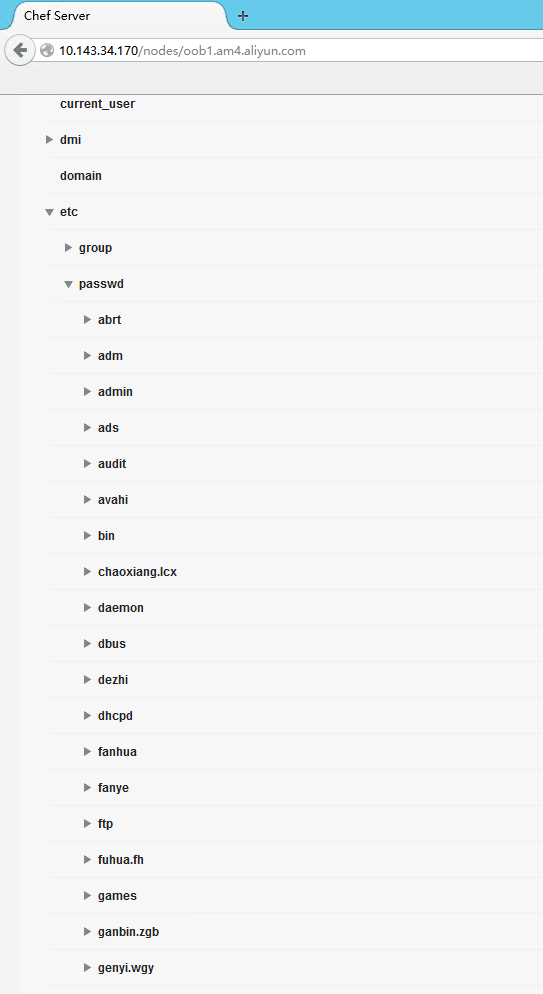 Chef Server
10.143.34.170/nodes/oob1.am4.aliyun.com
current_user
dmi
domain
etc
group
passwd
abrt
adm
admin
ads
audit
avahi
bin
chaoxiang.lcx
daemon
dbus
dezhi
dhcpd
fanhua
fanye
ftp
fuhua.fh
games
ganbin.zgb
genyi.wgy